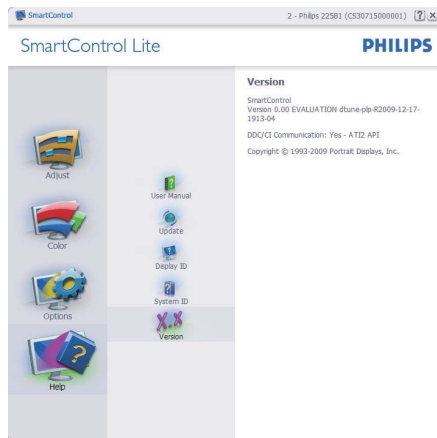 SmartControl
2 - Philips 225B1 (CS30715000001)
SmartControl Lite
PHILIPS
Adjust
Color
Options
Help
User Manual
Update
Display ID
System ID
X.X
Version
Version
SmartControl
Version 0.00 EVALUATION dtune-plp-R2009-12-17-
1913-04
DDC/CI Communication: Yes - ATI2 API
Copyright © 1993-2009 Portrait Displays, Inc.